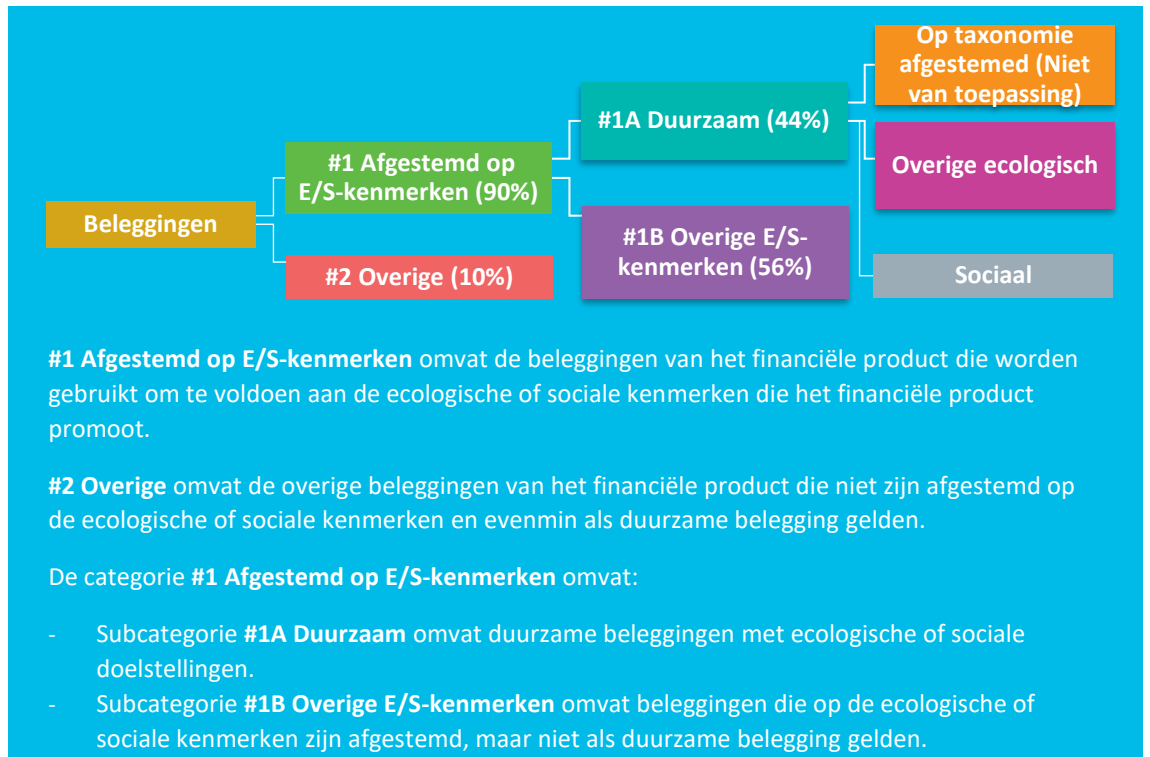 Op taxonomie
afgestemed (Niet
van toepassing)
#1A Duurzaam (44%)
#1 Afgestemd op
E/S-kenmerken (90%)
Overige ecologisch
Beleggingen
#1B Overige E/S-
kenmerken (56%)
#2 Overige (10%)
Sociaal
#1 Afgestemd op E/S-kenmerken omvat de beleggingen van het financiële product die worden
gebruikt om te voldoen aan de ecologische of sociale kenmerken die het financiële product
promoot.
#2 Overige omvat de overige beleggingen van het financiële product die niet zijn afgestemd op
de ecologische of sociale kenmerken en evenmin als duurzame belegging gelden.
De categorie #1 Afgestemd op E/S-kenmerken omvat:
- Subcategorie #1A Duurzaam omvat duurzame beleggingen met ecologische of sociale
doelstellingen.
- Subcategorie #1B Overige E/S-kenmerken omvat beleggingen die op de ecologische of
sociale kenmerken zijn afgestemd, maar niet als duurzame belegging gelden.